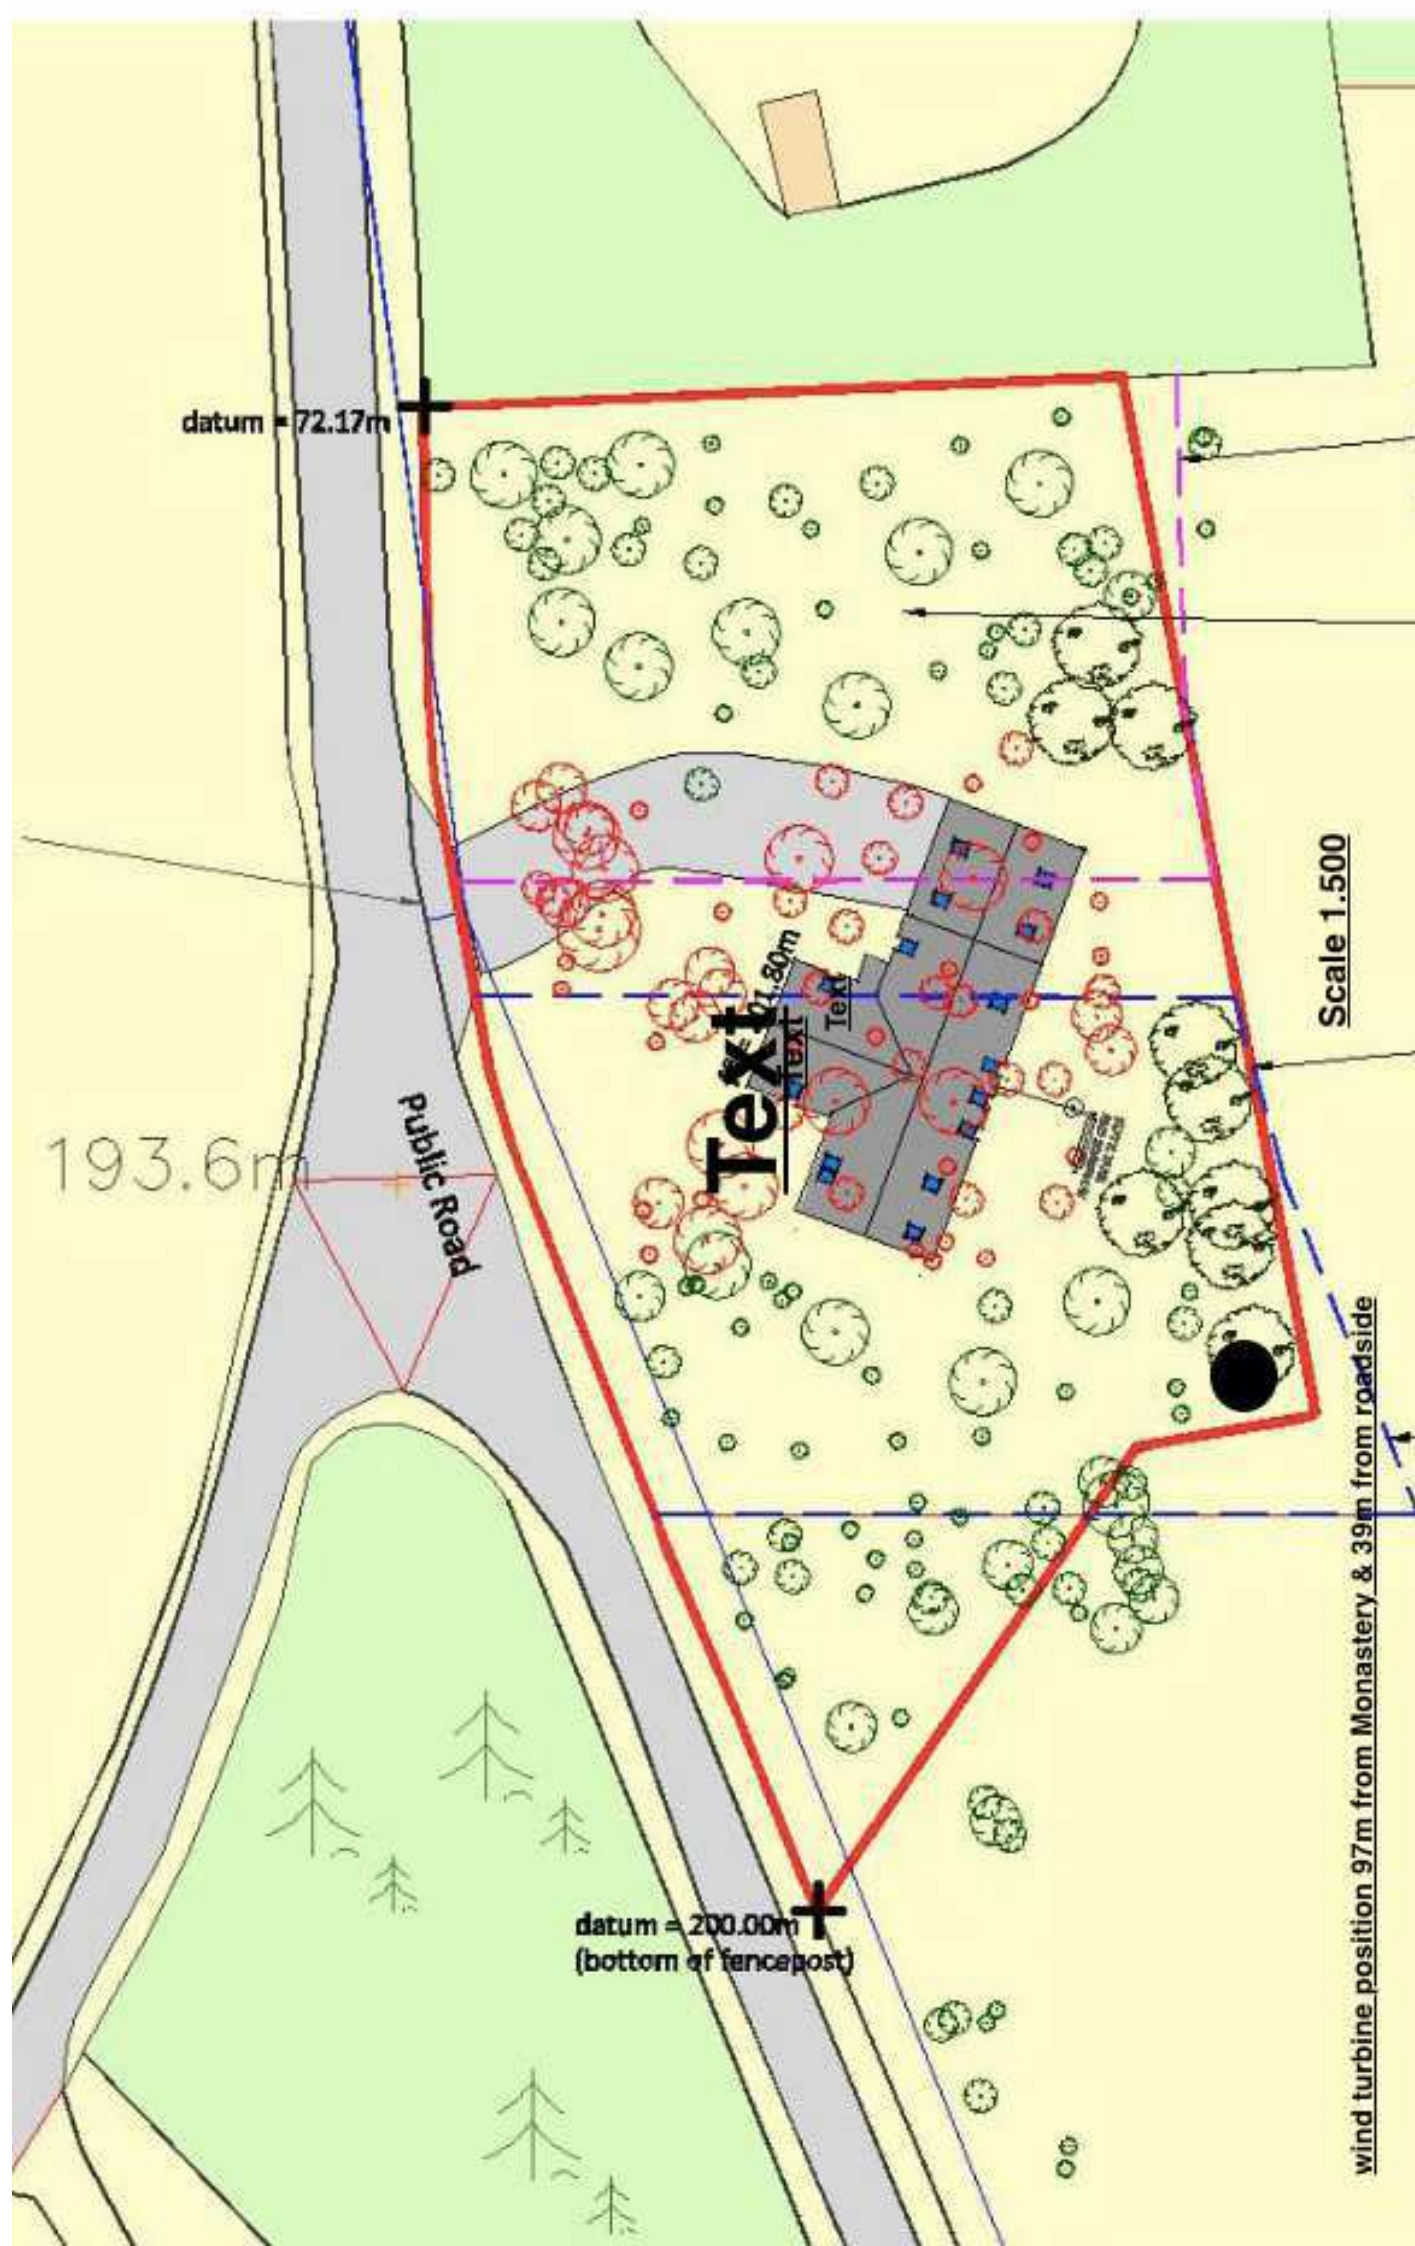 datum = 72.17m
193.6m
Public Road
Text
Text
Text
Scale 1.500
wind turbine position 97m from Monastery & 39m from roadside
datum = 200.00m
(bottom of fencepost)